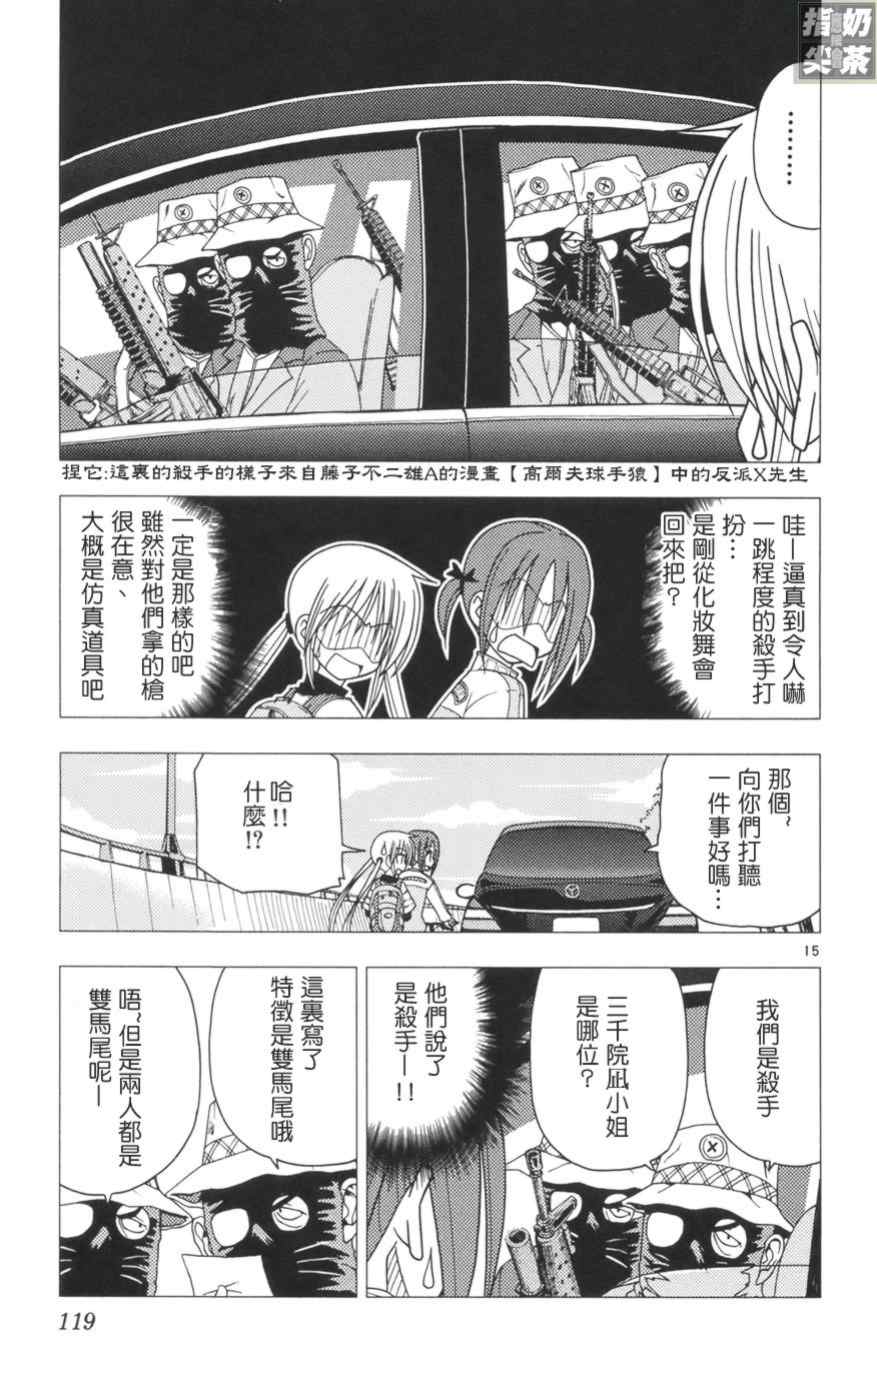 指尖奶茶
⋯⋯⋯
捏它:這裏的殺手的樣子來自藤子不二雄A的漫畫【高爾夫球手猿】中的反派X先生
哇ー逼真到令人嚇
一跳程度的殺手打
扮…
是剛從化妝舞會
回來把？
一定是那樣的吧
雖然對他們拿的槍
很在意、
大概是仿真道具吧
那個~
向你們打聽
一件事好嗎…
哈!!
什麼!?
15
我們是殺手
三千院凪小姐
是哪位？
他們說了
是殺手ー!!
這裏寫了
特徵是雙馬尾哦
唔~但是兩人都是
雙馬尾呢ー
119